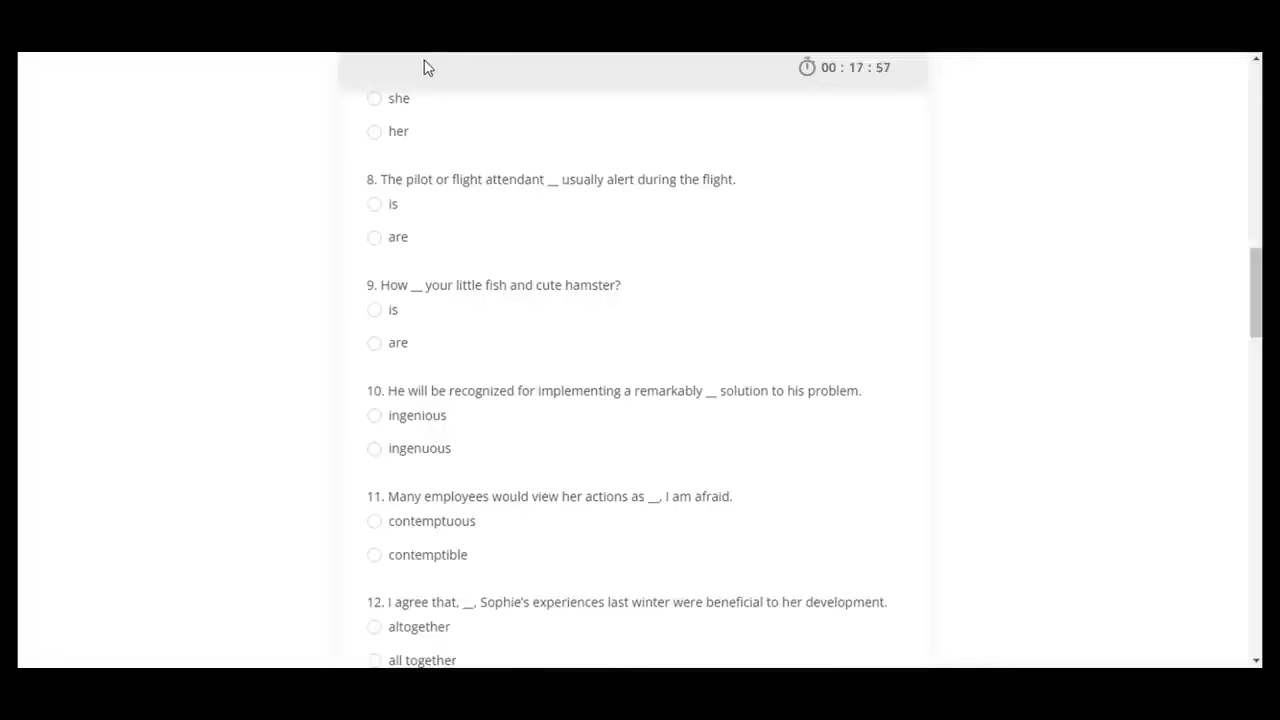 00 : 17 : 57
she
her
8. The pilot or flight attendant __ usually alert during the flight.
is
are
9. How __ your little fish and cute hamster?
is
are
10. He will be recognized for implementing a remarkably __ solution to his problem.
ingenious
ingenuous
11. Many employees would view her actions as __, I am afraid.
contemptuous
contemptible
12. I agree that, __, Sophie's experiences last winter were beneficial to her development.
altogether
all together